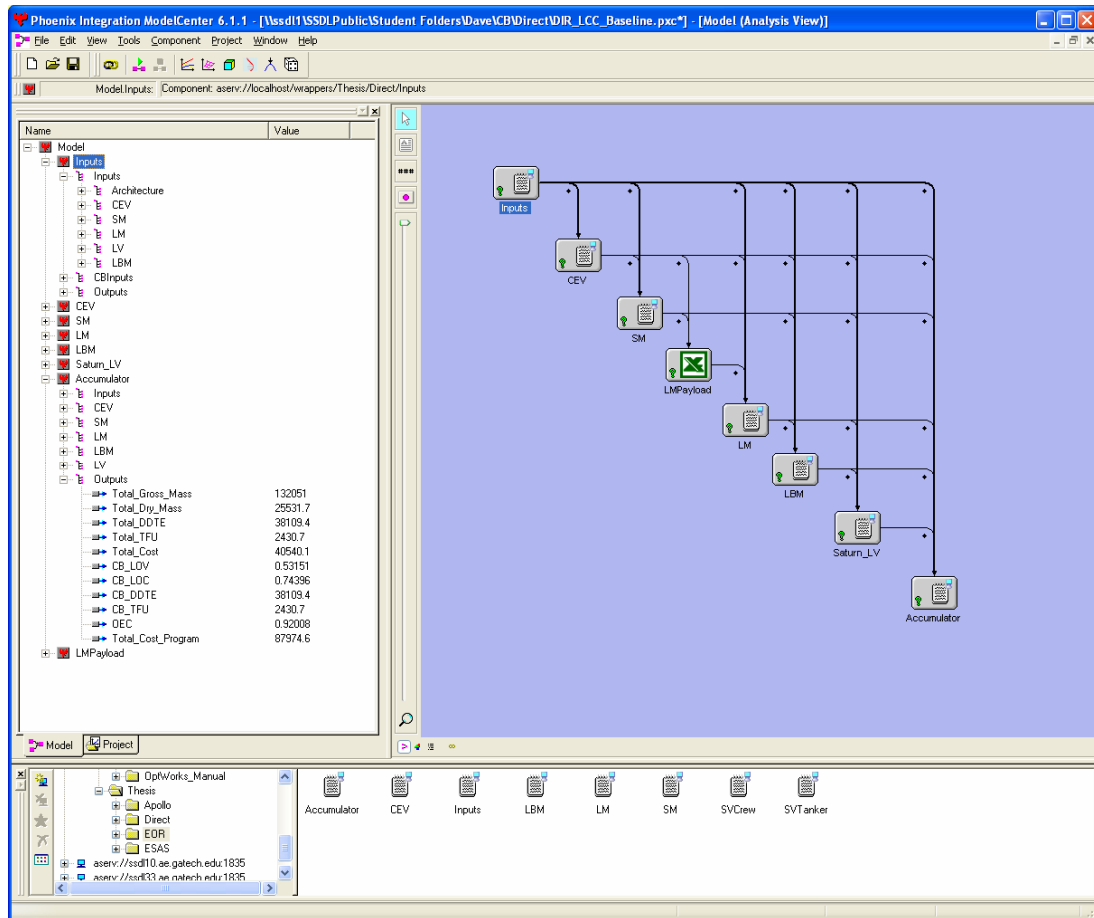 Phoenix Integration ModelCenter 6.1.1 - [\\ssdl1\SSDLPublic\Student Folders\Dave\CB\Direct\DIR_LCC_Baseline.pxc*] - [Model (Analysis View)]
File Edit View Tools Component Project Window Help
Model.Inputs: Component: aserv://localhost/wrappers/Thesis/Direct/Inputs
Name Value
Model
Inputs
Inputs
Architecture
CEV
SM
LM
LV
LBM
CBInputs
Outputs
CEV
SM
LM
LBM
Saturn_LV
Accumulator
Inputs
CEV
SM
LM
LBM
LV
Outputs
Total_Gross_Mass 132051
Total_Dry_Mass 25531.7
Total_DDTE 38109.4
Total_TFU 2430.7
Total_Cost 40540.1
CB_LOV 0.53151
CB_LOC 0.74396
CB_DDTE 38109.4
CB_TFU 2430.7
OEC 0.92008
Total_Cost_Program 87974.6
LMPayload
Model Project
Inputs
CEV
SM
LMPayload
LM
LBM
Saturn_LV
Accumulator
OptWorks_Manual
Thesis
Apollo
Direct
EOR
ESAS
aserv://ssdl10.ae.gatech.edu:1835
aserv://ssdl33.ae.gatech.edu:1835
Accumulator CEV Inputs LBM LM SM SVCrew SVTanker